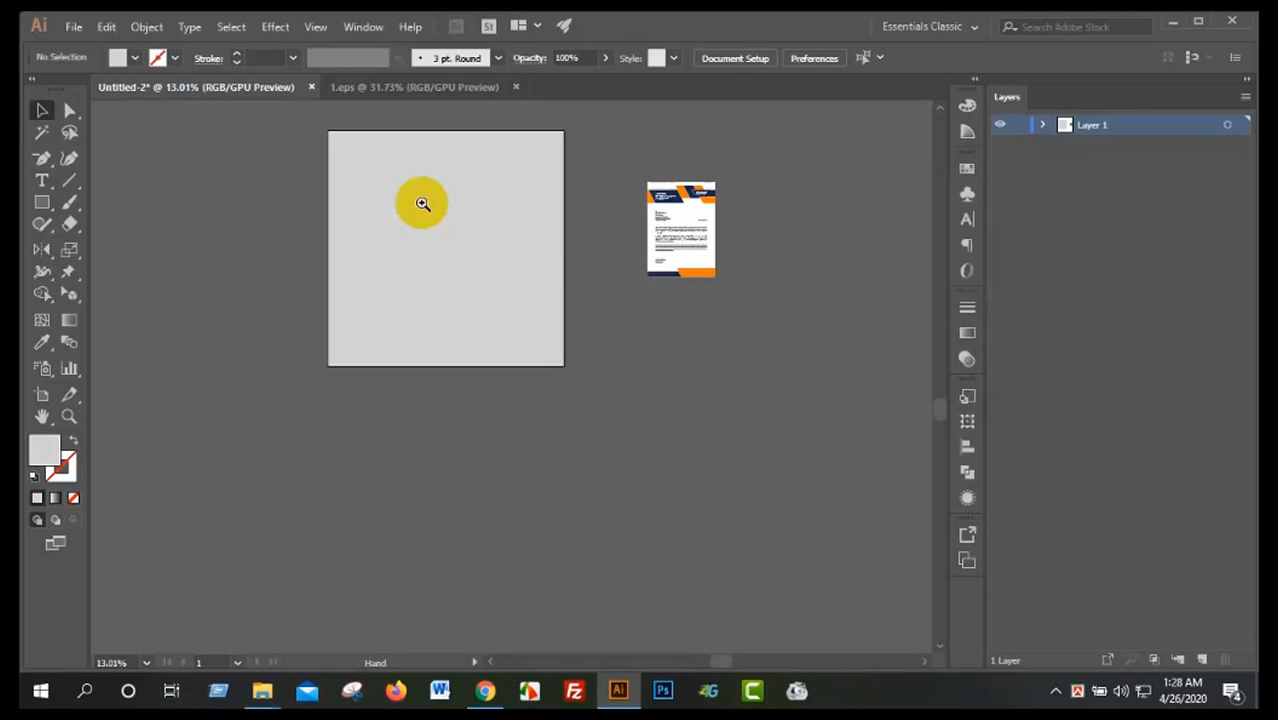 Ai File Edit Object Type Select Effect View Window Help St Essentials Classic Search Adobe Stock
No Selection Stroke: 3 pt. Round Opacity: 100% Style: Document Setup Preferences
Untitled-2* @ 13.01% (RGB/GPU Preview) 1.eps @ 31.73% (RGB/GPU Preview)
Layers
Layer 1
13.01% 1 Hand 1 Layer
1:28 AM
4/26/2020